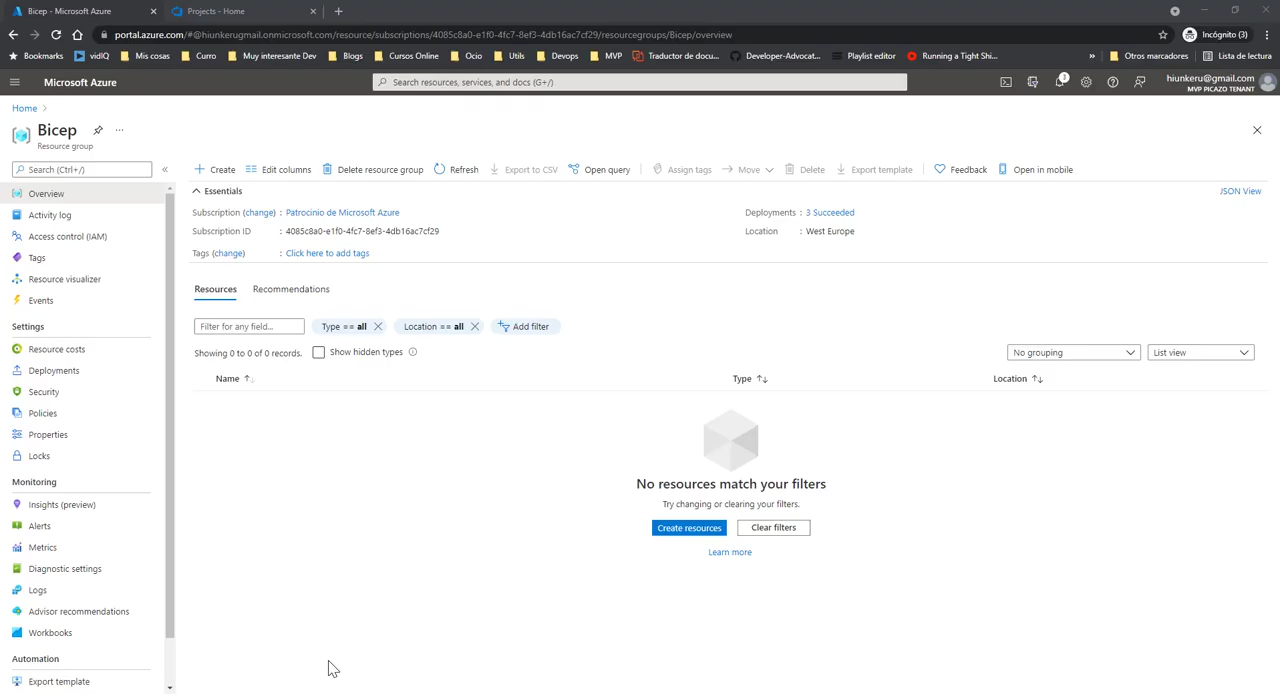 Bicep - Microsoft Azure
Projects - Home
portal.azure.com/#@hiunkerugmail.onmicrosoft.com/resource/subscriptions/4085c8a0-e1f0-4fc7-8ef3-4db16ac7cf29/resourcegroups/Bicep/overview
Incógnito (3)
Bookmarks vidIQ Mis cosas Curro Muy interesante Dev Blogs Cursos Online Ocio Utils Devops MVP Traductor de docu... Developer-Advocat... Playlist editor Running a Tight Shi... » Otros marcadores Lista de lectura
Microsoft Azure
Search resources, services, and docs (G+/)
1
hiunkeru@gmail.com
MVP PICAZO TENANT
Home >
Bicep ...
Resource group
Search (Ctrl+/) «
Create Edit columns Delete resource group Refresh Export to CSV Open query Assign tags Move Delete Export template Feedback Open in mobile
Essentials
JSON View
Subscription (change) : Patrocinio de Microsoft Azure
Deployments : 3 Succeeded
Subscription ID : 4085c8a0-e1f0-4fc7-8ef3-4db16ac7cf29
Location : West Europe
Tags (change) : Click here to add tags
Overview
Activity log
Access control (IAM)
Tags
Resource visualizer
Events
Settings
Resource costs
Deployments
Security
Policies
Properties
Locks
Monitoring
Insights (preview)
Alerts
Metrics
Diagnostic settings
Logs
Advisor recommendations
Workbooks
Automation
Export template
Resources Recommendations
Filter for any field... Type == all Location == all Add filter
Showing 0 to 0 of 0 records. Show hidden types
No grouping List view
Name Type Location
No resources match your filters
Try changing or clearing your filters.
Create resources Clear filters
Learn more